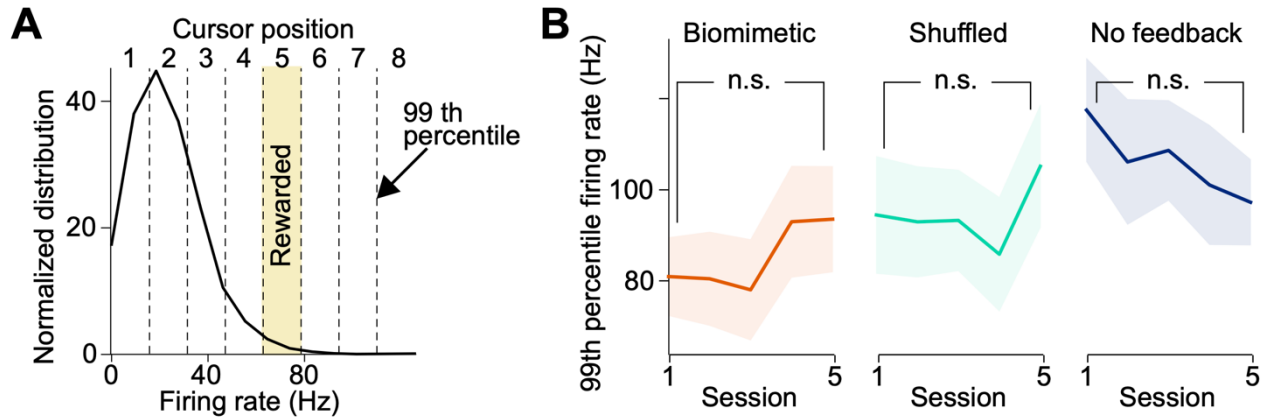 A
Cursor position
1 2 3 4 5 6 7 8
99 th
percentile
Rewarded
Normalized distribution
40
20
0
0 40 80
Firing rate (Hz)
B
Biomimetic Shuffled No feedback
n.s. n.s. n.s.
99th percentile firing rate (Hz)
100
80
1 5 1 5 1 5
Session Session Session